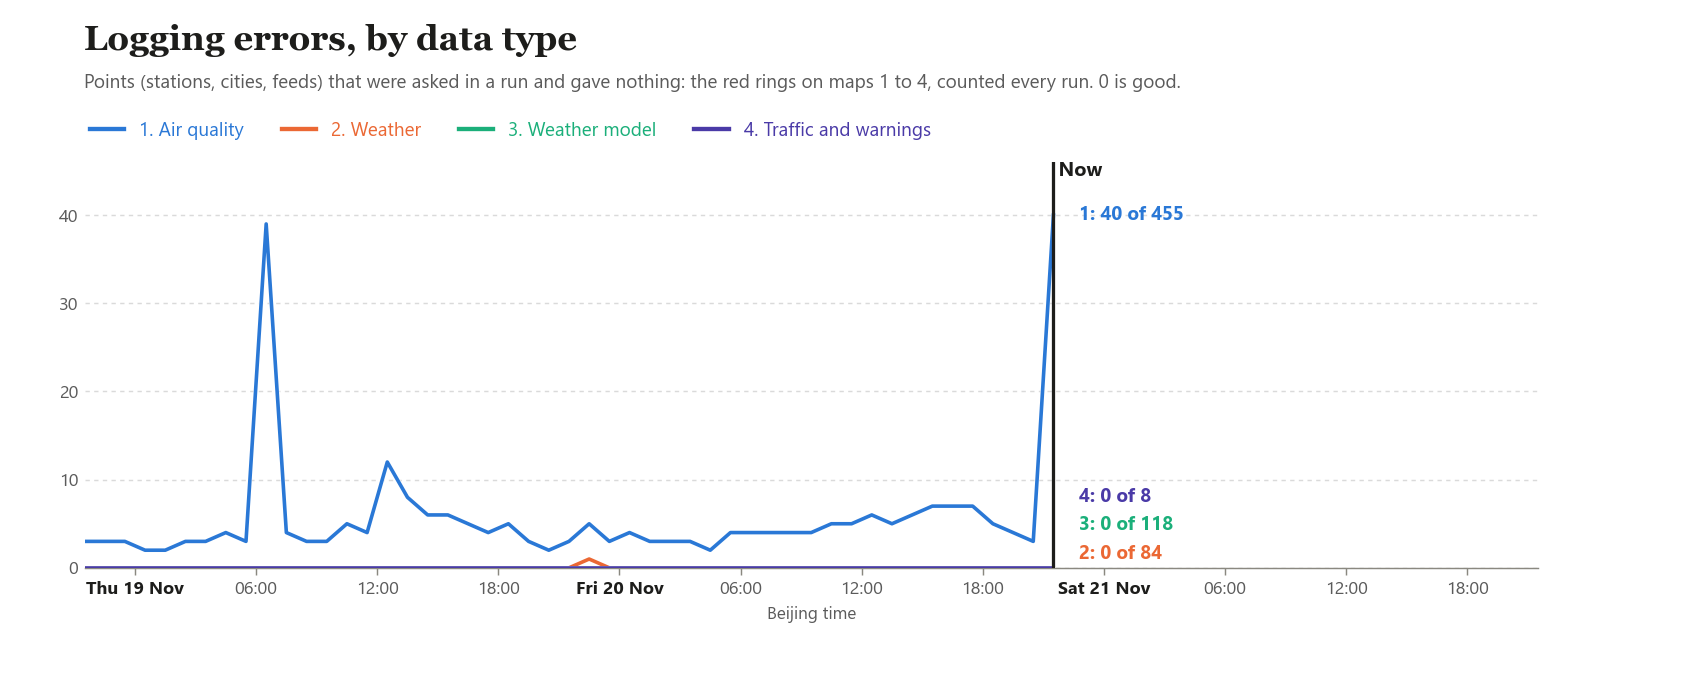 Logging errors, by data type
Points (stations, cities, feeds) that were asked in a run and gave nothing: the red rings on maps 1 to 4, counted every run. 0 is good.
1. Air quality 2. Weather 3. Weather model 4. Traffic and warnings
Now
40
1: 40 of 455
30
20
10
4: 0 of 8
3: 0 of 118
2: 0 of 84
0
Thu 19 Nov 06:00 12:00 18:00 Fri 20 Nov 06:00 12:00 18:00 Sat 21 Nov 06:00 12:00 18:00
Beijing time